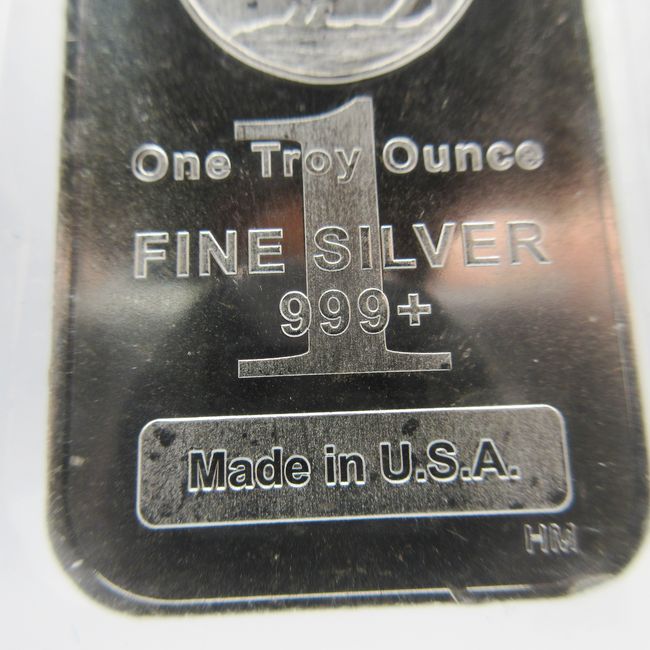 1
One Troy Ounce
FINE SILVER
999+
Made in U.S.A.
HM